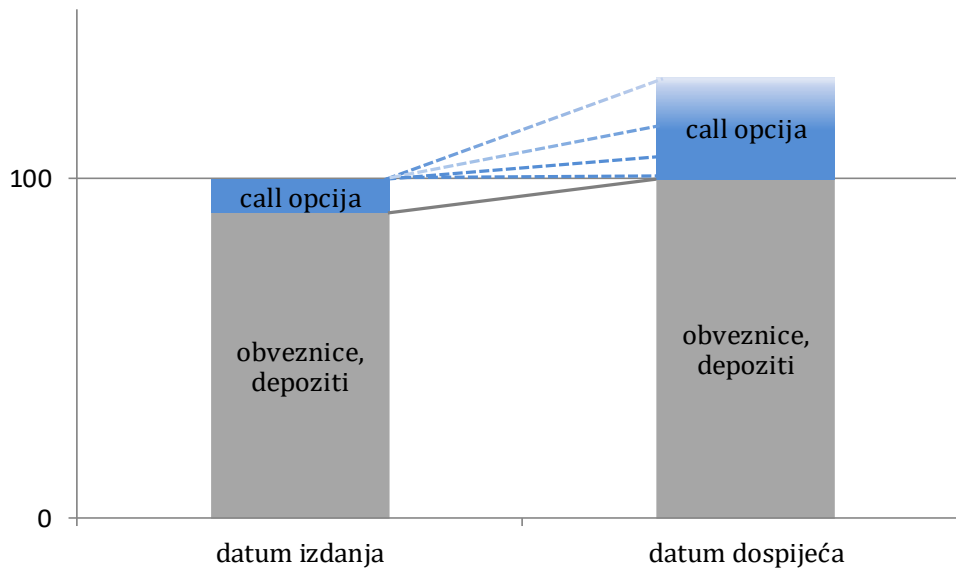 call opcija
100
call opcija
obveznice,
depoziti
obveznice,
depoziti
0
datum izdanja
datum dospijeća